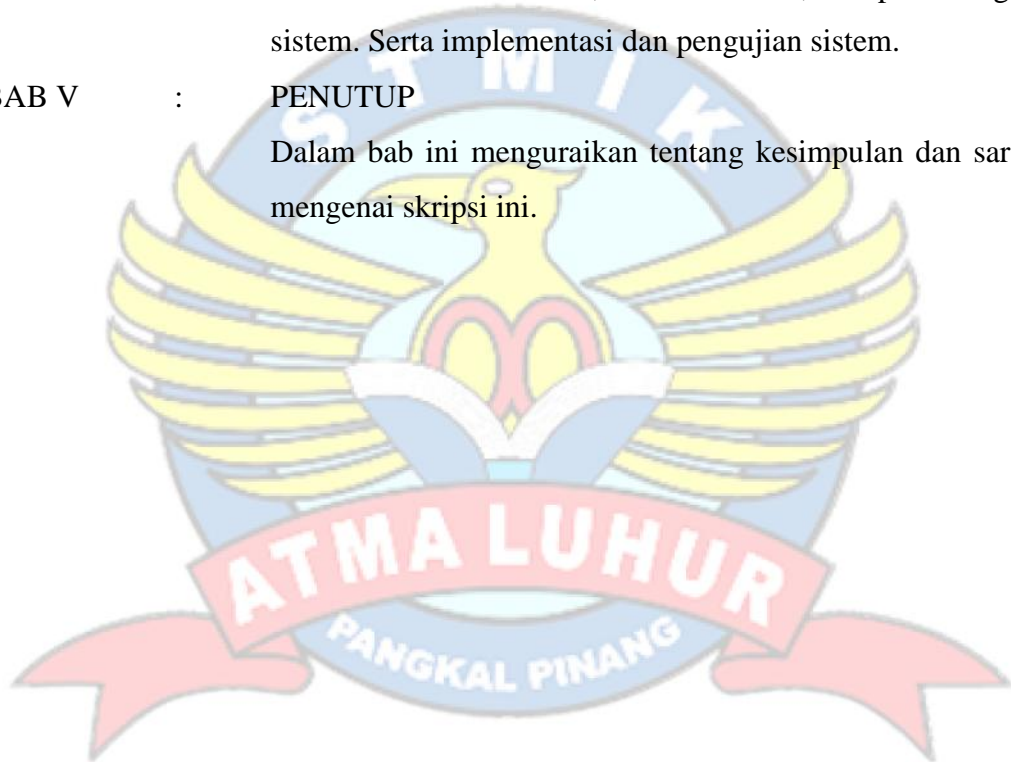 sistem. Serta implementasi dan pengujian sistem.
BAB V : PENUTUP
Dalam bab ini menguraikan tentang kesimpulan dan sar
mengenai skripsi ini.
STMIK
ATMA LUHUR
PANGKAL PINANG